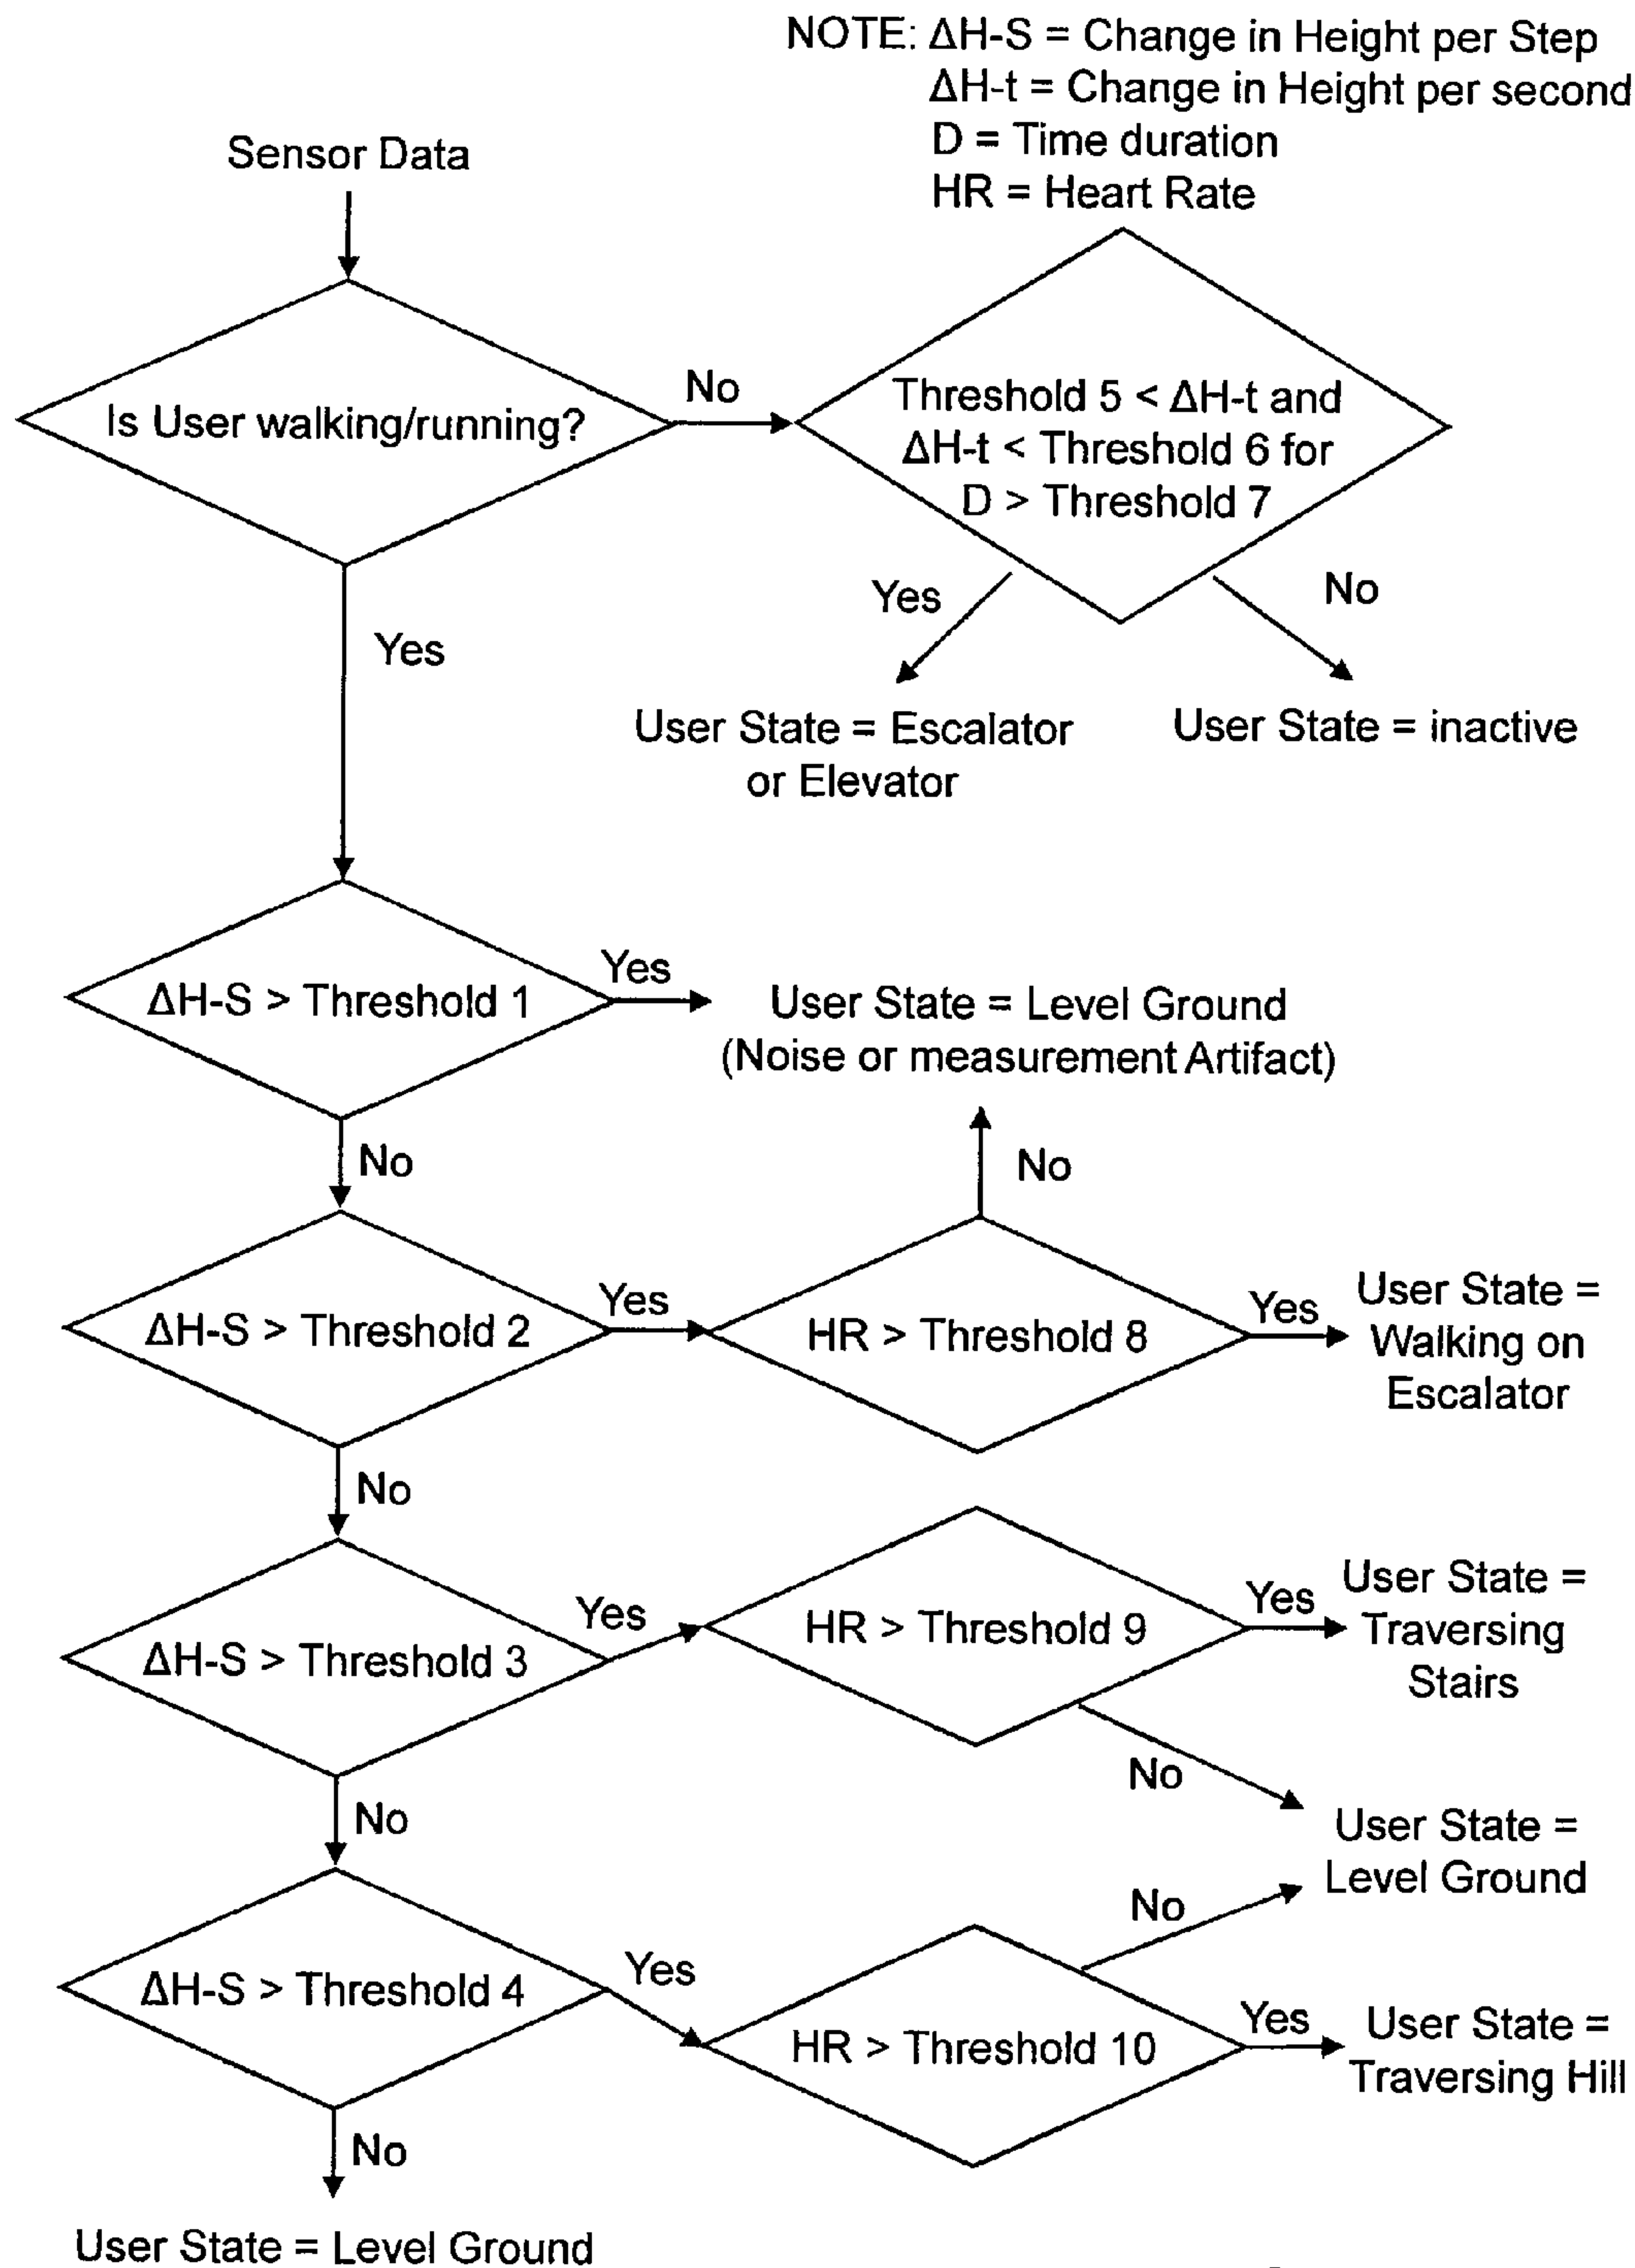 NOTE: ΔH-S = Change in Height per Step
ΔH-t = Change in Height per second
D = Time duration
HR = Heart Rate
Sensor Data
Is User walking/running?
No
Threshold 5 < ΔH-t and
ΔH-t < Threshold 6 for
D > Threshold 7
Yes
No
User State = Escalator
or Elevator
User State = inactive
Yes
ΔH-S > Threshold 1
Yes
User State = Level Ground
(Noise or measurement Artifact)
No
No
ΔH-S > Threshold 2
Yes
HR > Threshold 8
Yes
User State =
Walking on
Escalator
No
ΔH-S > Threshold 3
Yes
HR > Threshold 9
Yes
User State =
Traversing
Stairs
No
No
User State =
Level Ground
No
ΔH-S > Threshold 4
Yes
HR > Threshold 10
Yes
User State =
Traversing Hill
No
User State = Level Ground